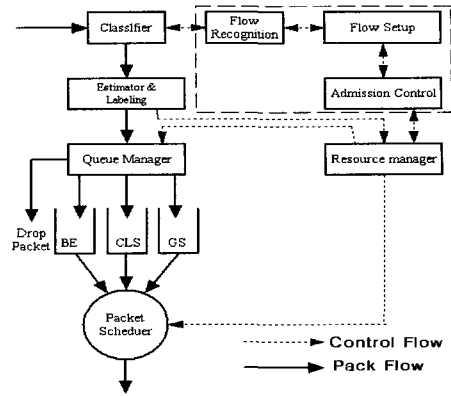 Classifier
Flow
Recognition
Flow Setup
Estimator &
Labeling
Admission Control
Queue Manager
Resource manager
Drop
Packet
BE
CLS
GS
Packet
Scheduer
Control Flow
Pack Flow